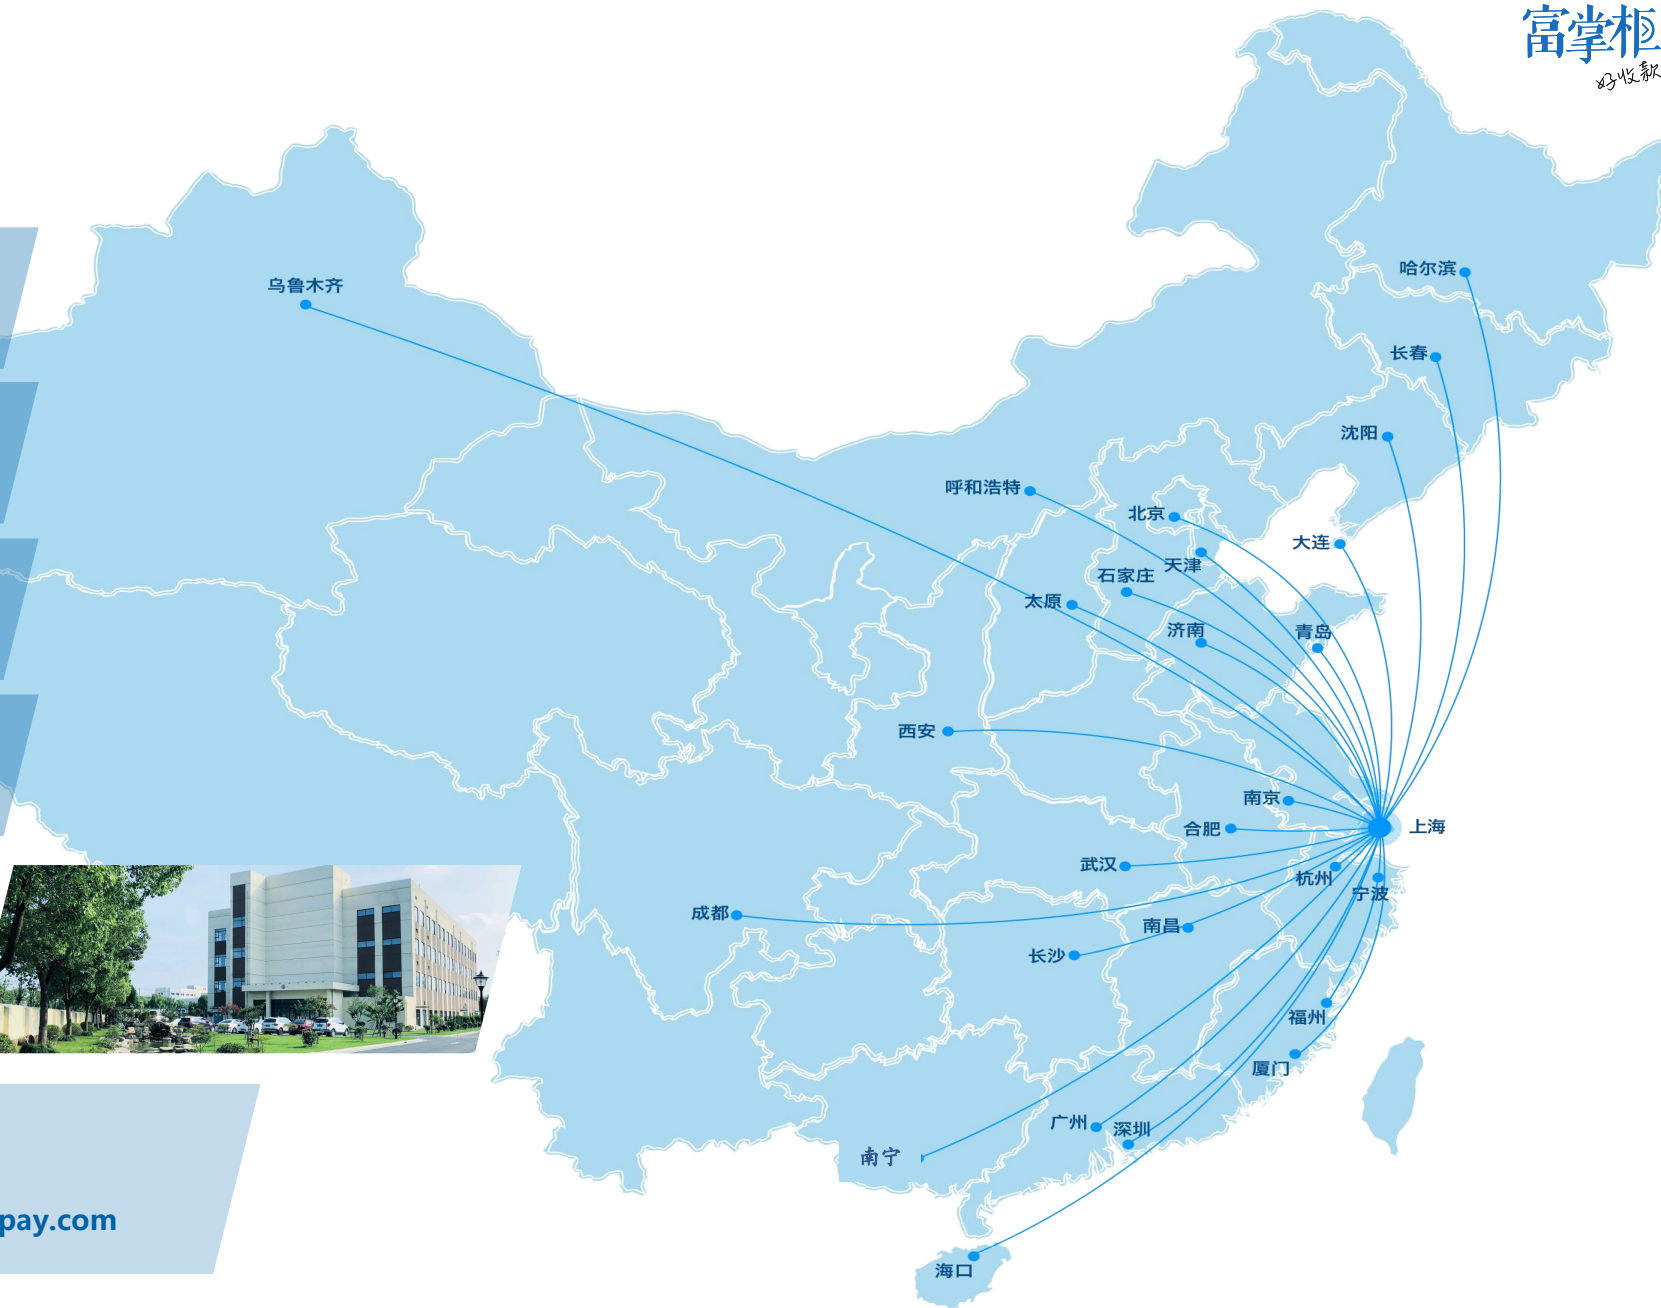 富掌柜
好收款
乌鲁木齐
哈尔滨
长春
沈阳
呼和浩特
北京
大连
天津
石家庄
太原
济南
青岛
西安
南京
合肥
上海
武汉
杭州
宁波
成都
南昌
长沙
福州
厦门
广州
深圳
南宁
pay.com
海口